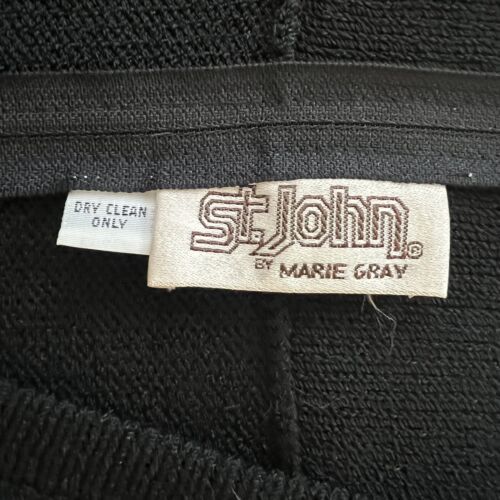 DRY CLEAN
ONLY
St. John®
BY MARIE GRAY